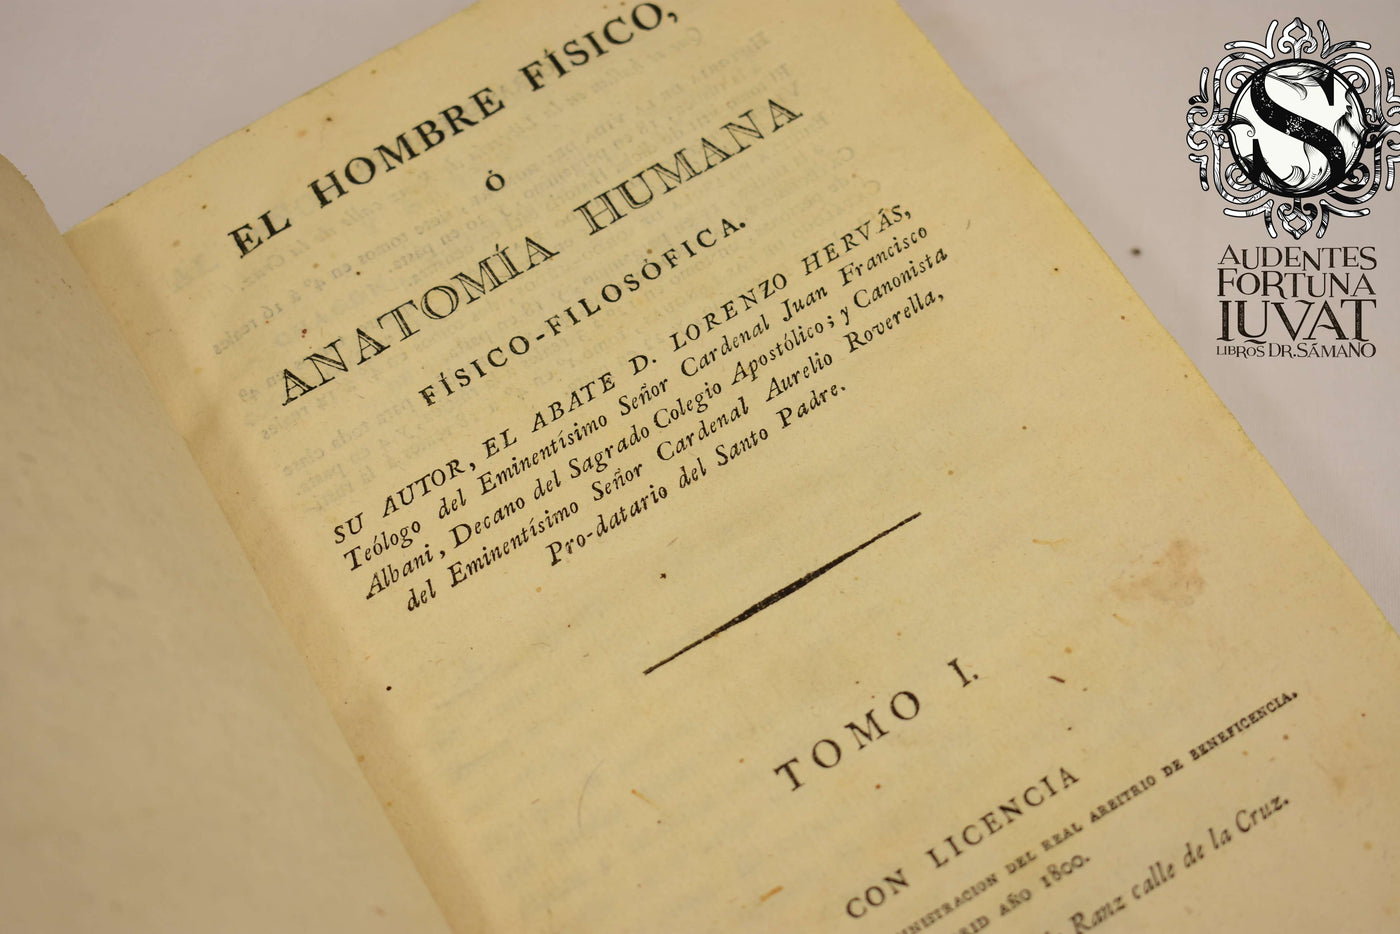 EL HOMBRE FÍSICO,
Ó
ANATOMÍA HUMANA
FÍSICO-FILOSÓFICA.
SU AUTOR, EL ABATE D. LORENZO HERVÁS,
Teólogo del Eminentísimo Señor Cardenal Juan Francisco
Albani, Decano del Sagrado Colegio Apostólico; y Canonista
del Eminentísimo Señor Cardenal Aurelio Roverella,
Pro-datario del Santo Padre.
TOMO I.
CON LICENCIA
DEL REAL ARBITRIO DE BENEFICENCIA.
AÑO 1800.
Ranz calle de la Cruz.
S
AUDENTES
FORTUNA
IUVAT
LIBROS DR. SÁMANO